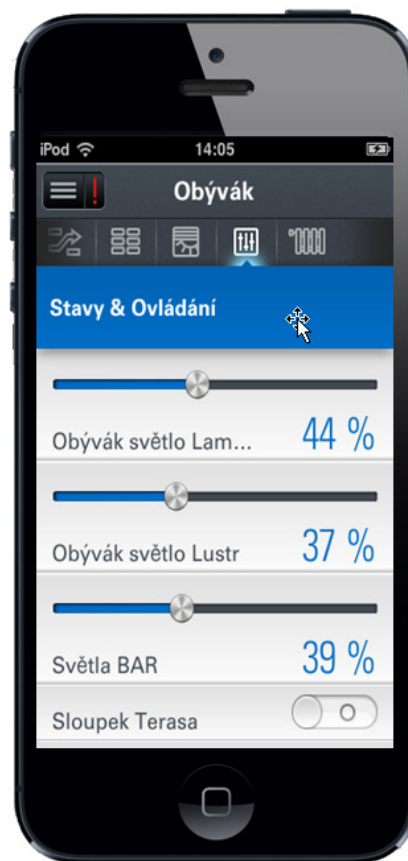 iPod
14:05
Obývák
Stavy & Ovládání
Obývák světlo Lam...
44 %
Obývák světlo Lustr
37 %
Světla BAR
39 %
Sloupek Terasa